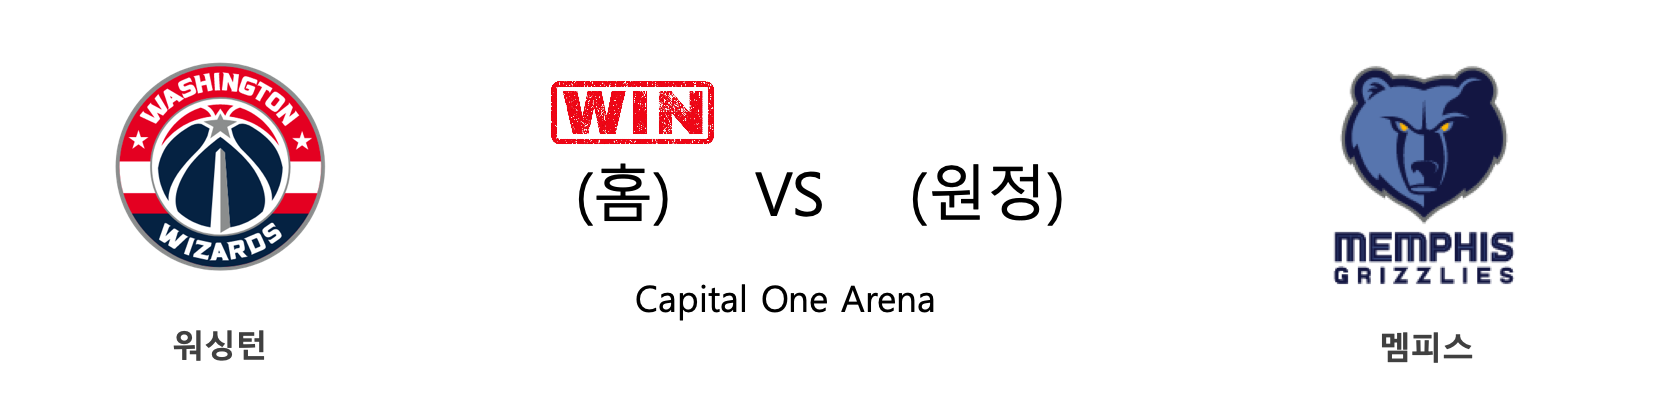 WASHINGTON
WIZARDS
워싱턴
WIN
(홈) VS (원정)
Capital One Arena
MEMPHIS
GRIZZLIES
멤피스